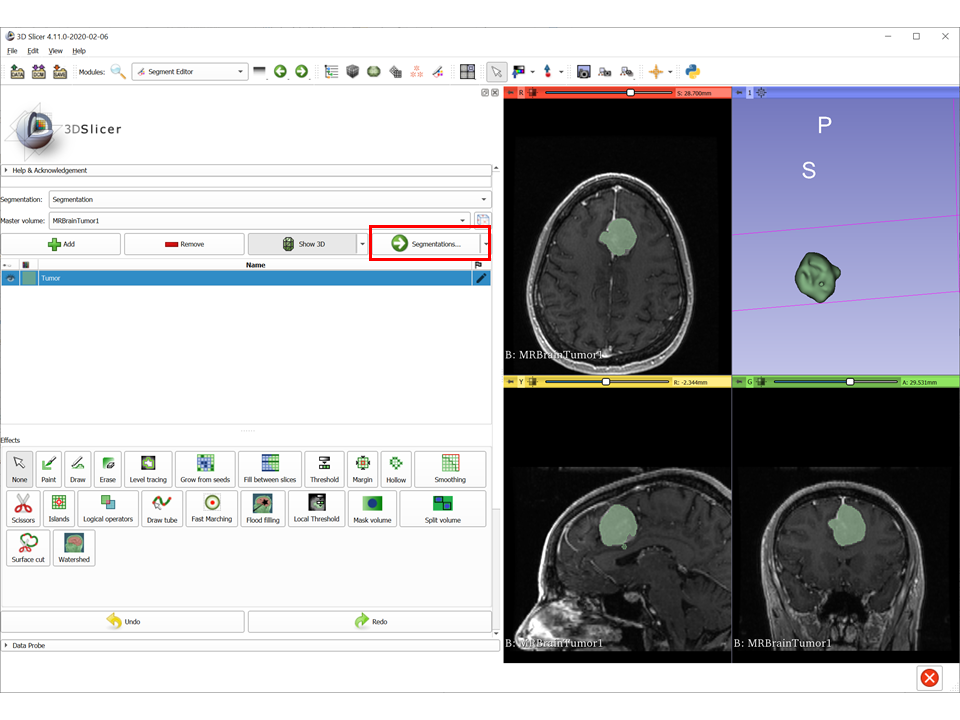 3D Slicer 4.11.0-2020-02-06
File Edit View Help
DATA DCM SAVE Modules: Segment Editor
3DSlicer
Help & Acknowledgement
Segmentation: Segmentation
Master volume: MRBrainTumor1
Add Remove Show 3D Segmentations...
Name
Tumor
Effects
None Paint Draw Erase Level tracing Grow from seeds Fill between slices Threshold Margin Hollow Smoothing
Scissors Islands Logical operators Draw tube Fast Marching Flood filling Local Threshold Mask volume Split volume
Surface cut Watershed
Undo Redo
Data Probe
R S: 28.700mm
B: MRBrainTumor1
1
P
S
Y R: -2.344mm
B: MRBrainTumor1
G A: 29.531mm
B: MRBrainTumor1